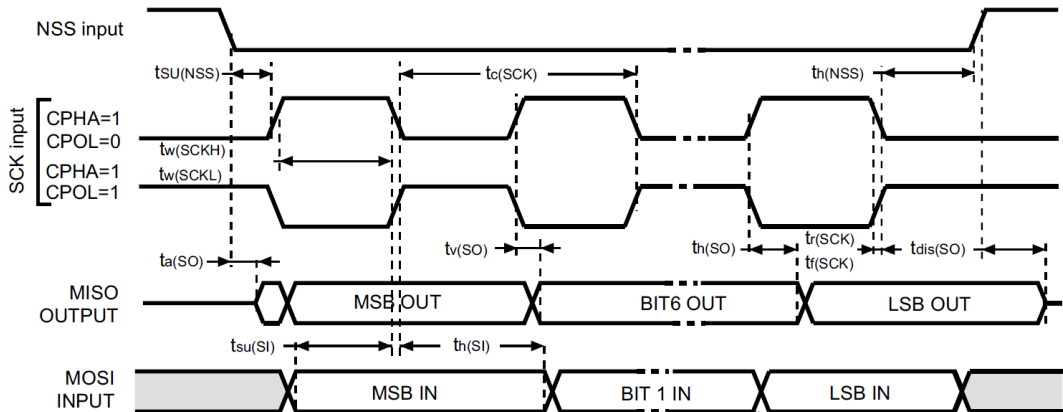 NSS input
tSU(NSS)
tc(SCK)
th(NSS)
SCK input
CPHA=1
CPOL=0
tw(SCKH)
CPHA=1
tw(SCKL)
CPOL=1
ta(SO)
tv(SO)
th(SO)
tr(SCK)
tf(SCK)
tdis(SO)
MISO
OUTPUT
MSB OUT
BIT6 OUT
LSB OUT
tsu(SI)
th(SI)
MOSI
INPUT
MSB IN
BIT 1 IN
LSB IN